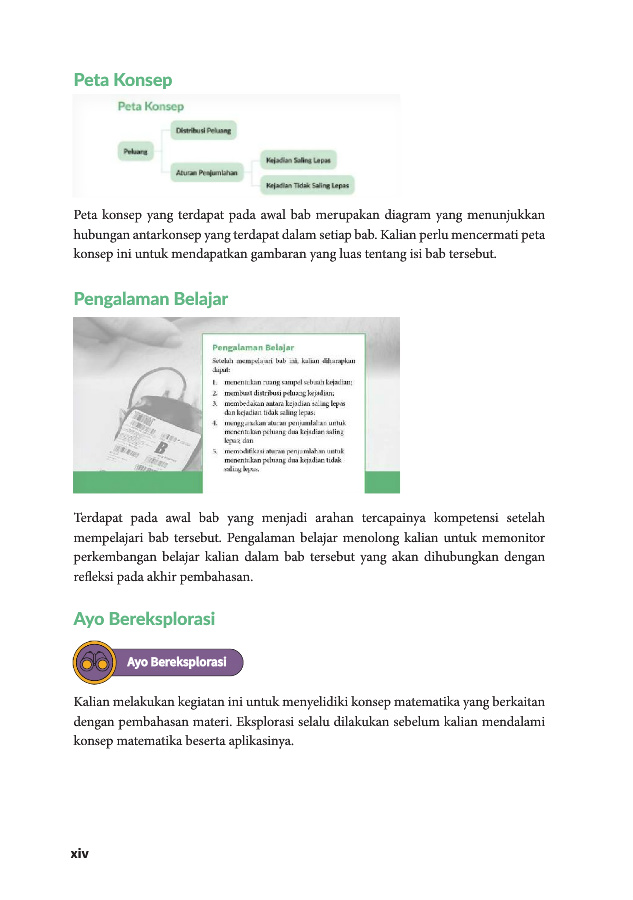 Peta Konsep
Peta Konsep
Distribusi Peluang
Peluang
Aturan Penjumlahan
Kejadian Saling Lepas
Kejadian Tidak Saling Lepas
Peta konsep yang terdapat pada awal bab merupakan diagram yang menunjukkan
hubungan antarkonsep yang terdapat dalam setiap bab. Kalian perlu mencermati peta
konsep ini untuk mendapatkan gambaran yang luas tentang isi bab tersebut.
Pengalaman Belajar
Pengalaman Belajar
Setelah mempelajari bab ini, kalian diharapkan
dapat:
1. menentukan ruang sampel sebuah kejadian;
2. membuat distribusi peluang kejadian;
3. membedakan antara kejadian saling lepas
dan kejadian tidak saling lepas;
4. menggunakan aturan penjumlahan untuk
menentukan peluang dua kejadian saling
lepas; dan
5. memodifikasi aturan penjumlahan untuk
menentukan peluang dua kejadian tidak
saling lepas.
B
Terdapat pada awal bab yang menjadi arahan tercapainya kompetensi setelah
mempelajari bab tersebut. Pengalaman belajar menolong kalian untuk memonitor
perkembangan belajar kalian dalam bab tersebut yang akan dihubungkan dengan
refleksi pada akhir pembahasan.
Ayo Bereksplorasi
Ayo Bereksplorasi
Kalian melakukan kegiatan ini untuk menyelidiki konsep matematika yang berkaitan
dengan pembahasan materi. Eksplorasi selalu dilakukan sebelum kalian mendalami
konsep matematika beserta aplikasinya.
xiv